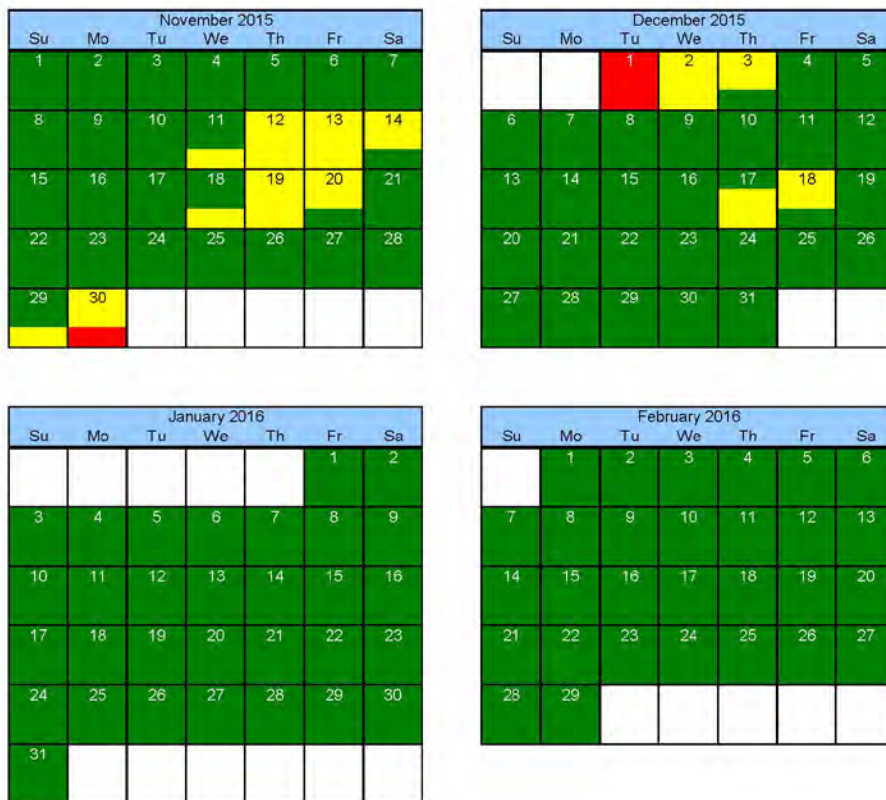 November 2015
Su Mo Tu We Th Fr Sa
1 2 3 4 5 6 7
8 9 10 11 12 13 14
15 16 17 18 19 20 21
22 23 24 25 26 27 28
29 30
December 2015
Su Mo Tu We Th Fr Sa
1 2 3 4 5
6 7 8 9 10 11 12
13 14 15 16 17 18 19
20 21 22 23 24 25 26
27 28 29 30 31
January 2016
Su Mo Tu We Th Fr Sa
1 2
3 4 5 6 7 8 9
10 11 12 13 14 15 16
17 18 19 20 21 22 23
24 25 26 27 28 29 30
31
February 2016
Su Mo Tu We Th Fr Sa
1 2 3 4 5 6
7 8 9 10 11 12 13
14 15 16 17 18 19 20
21 22 23 24 25 26 27
28 29